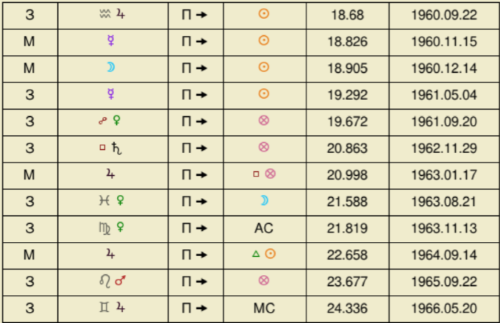 З ♒ ♃ П → ☉ 18.68 1960.09.22
М ☿ П → ☉ 18.826 1960.11.15
М ☽ П → ☉ 18.905 1960.12.14
З ☿ П → ☉ 19.292 1961.05.04
З ☍ ♀ П → ⊗ 19.672 1961.09.20
З □ ♄ П → ⊗ 20.863 1962.11.29
М ♃ П → □ ⊗ 20.998 1963.01.17
З ♓ ♀ П → ☽ 21.588 1963.08.21
З ♍ ♀ П → AC 21.819 1963.11.13
М ♃ П → △ ☉ 22.658 1964.09.14
З ♌ ♂ П → ⊗ 23.677 1965.09.22
З ♊ ♃ П → MC 24.336 1966.05.20